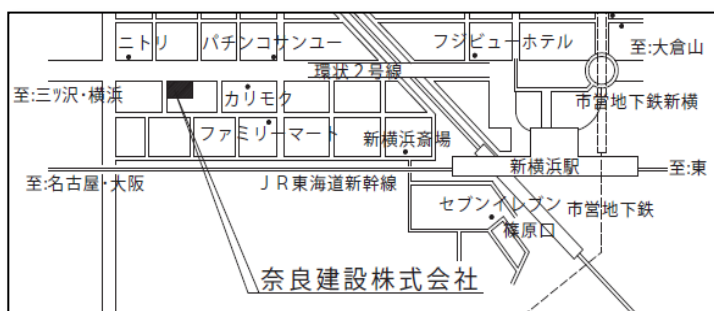 ニトリ
パチンコサンユー
フジビューホテル
至:大倉山
環状2号線
至:三ツ沢・横浜
カリモク
市営地下鉄新横
ファミリーマート
新横浜斎場
新横浜駅
至:東
至:名古屋・大阪
JR東海道新幹線
セブンイレブン
市営地下鉄
篠原口
奈良建設株式会社